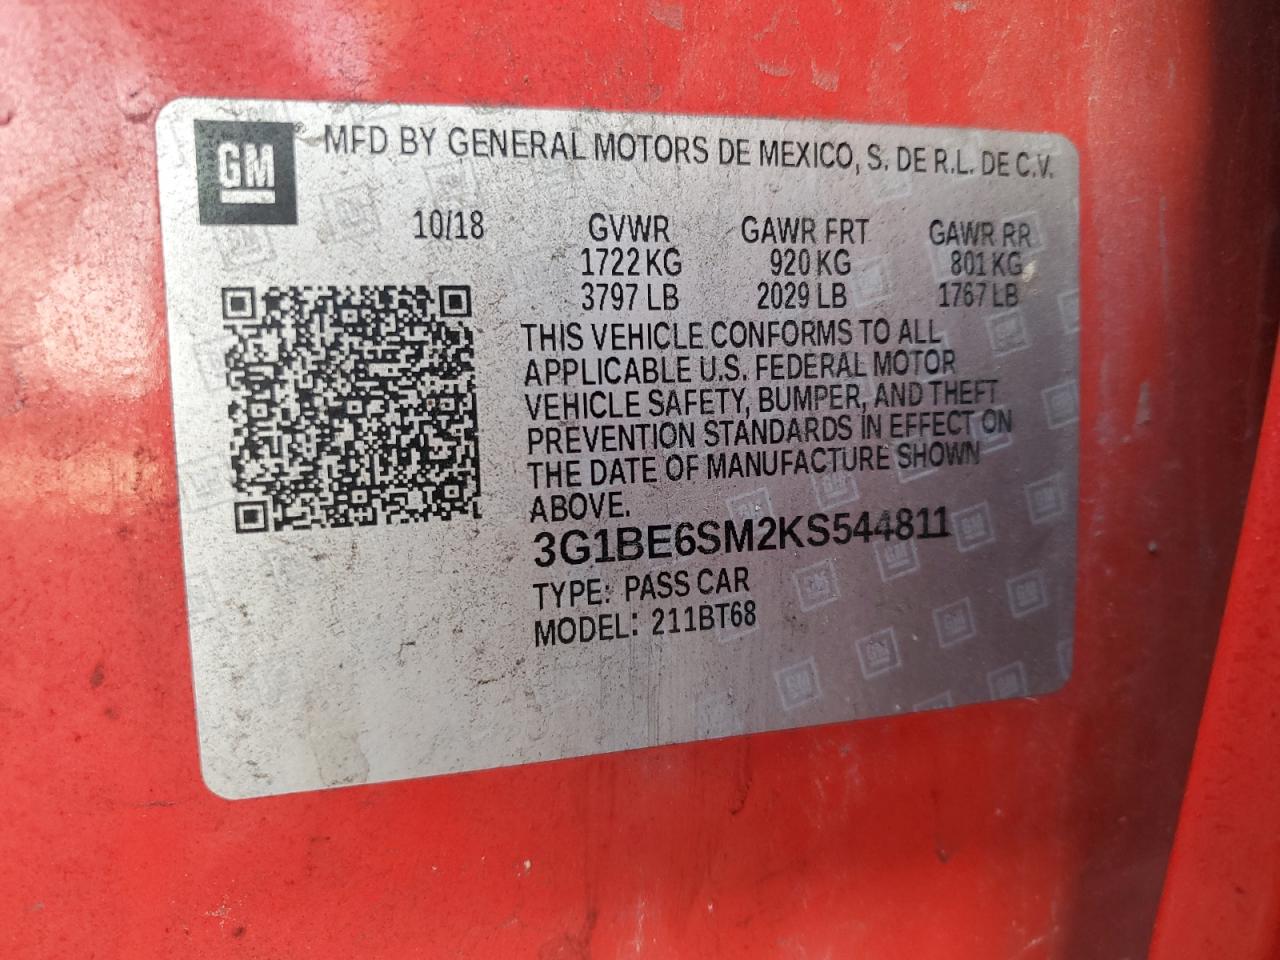 GM
MFD BY GENERAL MOTORS DE MEXICO, S. DE R.L. DE C.V.
10/18 GVWR GAWR FRT GAWR RR
1722 KG 920 KG 801 KG
3797 LB 2029 LB 1767 LB
THIS VEHICLE CONFORMS TO ALL
APPLICABLE U.S. FEDERAL MOTOR
VEHICLE SAFETY, BUMPER, AND THEFT
PREVENTION STANDARDS IN EFFECT ON
THE DATE OF MANUFACTURE SHOWN
ABOVE.
3G1BE6SM2KS544811
TYPE: PASS CAR
MODEL: 211BT68